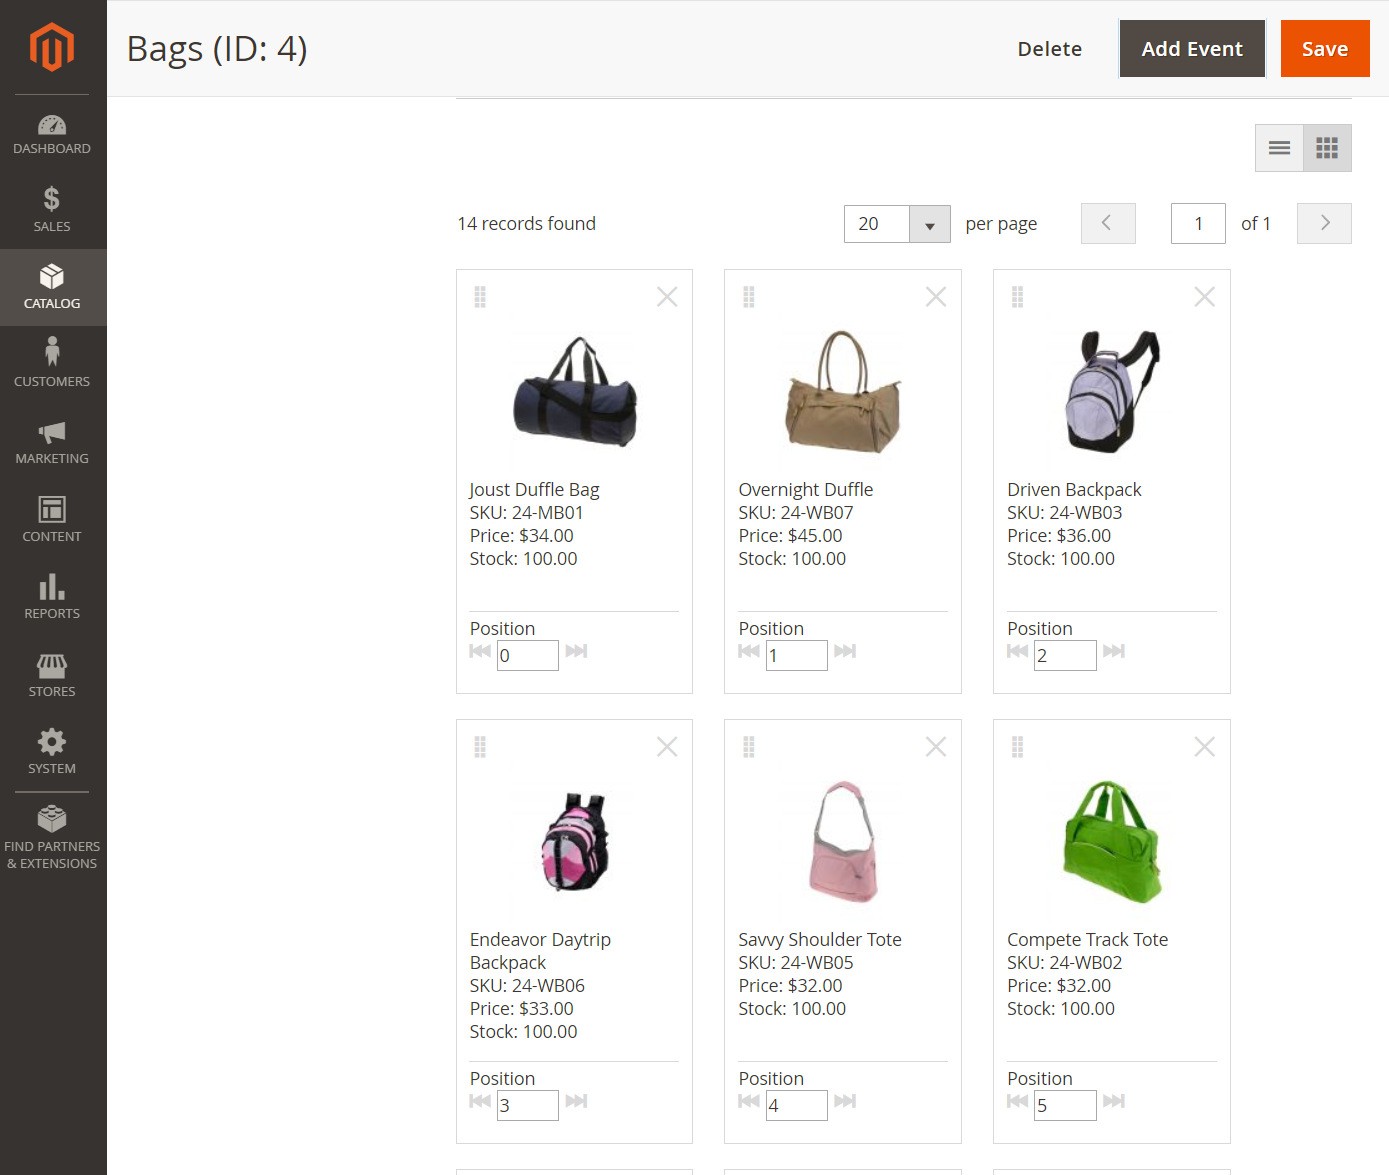 Bags (ID: 4)
Delete
Add Event
Save
DASHBOARD
SALES
CATALOG
CUSTOMERS
MARKETING
CONTENT
REPORTS
STORES
SYSTEM
FIND PARTNERS
& EXTENSIONS
14 records found
20
per page
1
of 1
Joust Duffle Bag
SKU: 24-MB01
Price: $34.00
Stock: 100.00
Position
0
Overnight Duffle
SKU: 24-WB07
Price: $45.00
Stock: 100.00
Position
1
Driven Backpack
SKU: 24-WB03
Price: $36.00
Stock: 100.00
Position
2
Endeavor Daytrip
Backpack
SKU: 24-WB06
Price: $33.00
Stock: 100.00
Position
3
Savvy Shoulder Tote
SKU: 24-WB05
Price: $32.00
Stock: 100.00
Position
4
Compete Track Tote
SKU: 24-WB02
Price: $32.00
Stock: 100.00
Position
5